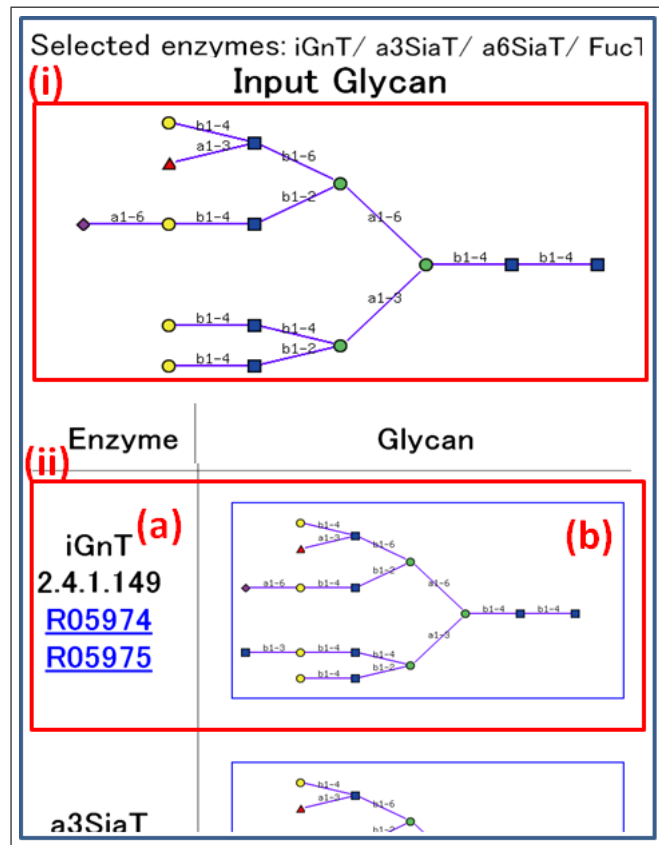 Selected enzymes: iGnT/ a3SiaT/ a6SiaT/ FucT
(i)
Input Glycan
b1-4
a1-3
b1-6
b1-2
a1-6
b1-4
a1-6
b1-4
b1-4
a1-3
b1-4
b1-4
b1-4
b1-2
Enzyme
Glycan
(ii)
(a)
(b)
iGnT
2.4.1.149
R05974
R05975
b1-4
a1-3
b1-6
b1-2
a1-6
b1-4
a1-6
b1-4
b1-4
a1-3
b1-3
b1-4
b1-4
b1-4
b1-2
a3SiaT
b1-4
a1-3
b1-6
b1-2